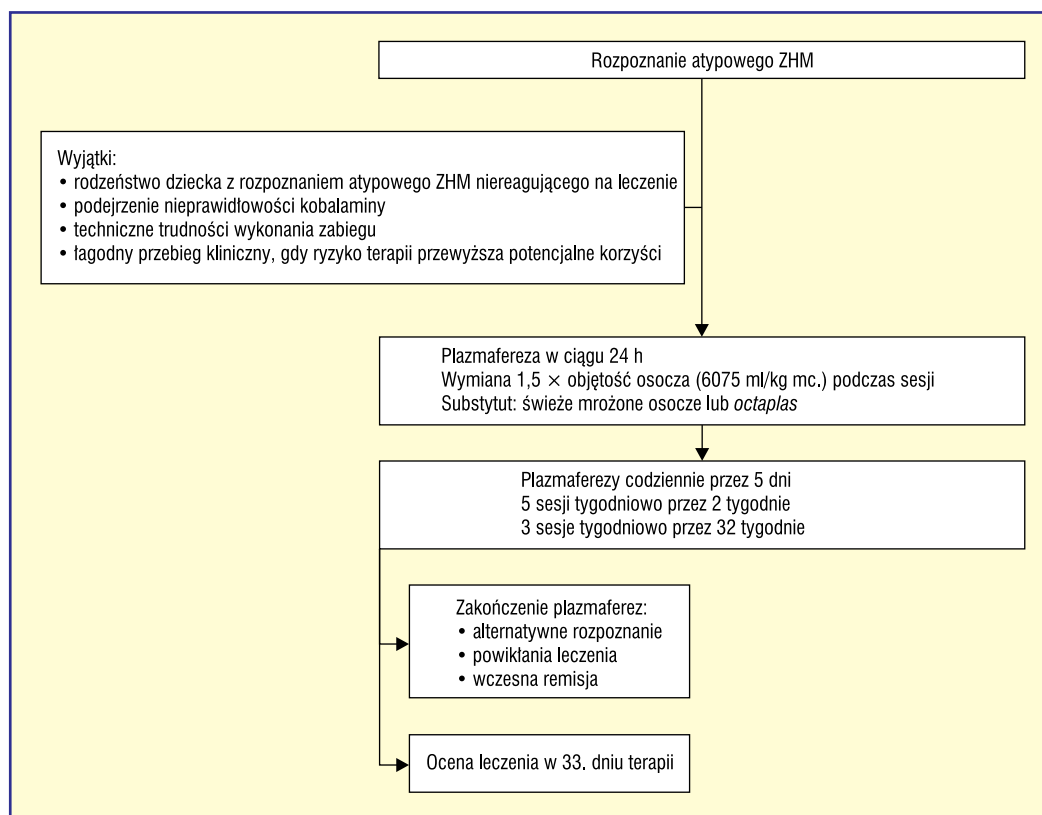 Rozpoznanie atypowego ZHM
Wyjątki:
• rodzeństwo dziecka z rozpoznaniem atypowego ZHM niereagującego na leczenie
• podejrzenie nieprawidłowości kobalaminy
• techniczne trudności wykonania zabiegu
• łagodny przebieg kliniczny, gdy ryzyko terapii przewyższa potencjalne korzyści
Plazmafereza w ciągu 24 h
Wymiana 1,5 × objętość osocza (6075 ml/kg mc.) podczas sesji
Substytut: świeże mrożone osocze lub octaplas
Plazmaferezy codziennie przez 5 dni
5 sesji tygodniowo przez 2 tygodnie
3 sesje tygodniowo przez 32 tygodnie
Zakończenie plazmaferez:
• alternatywne rozpoznanie
• powikłania leczenia
• wczesna remisja
Ocena leczenia w 33. dniu terapii